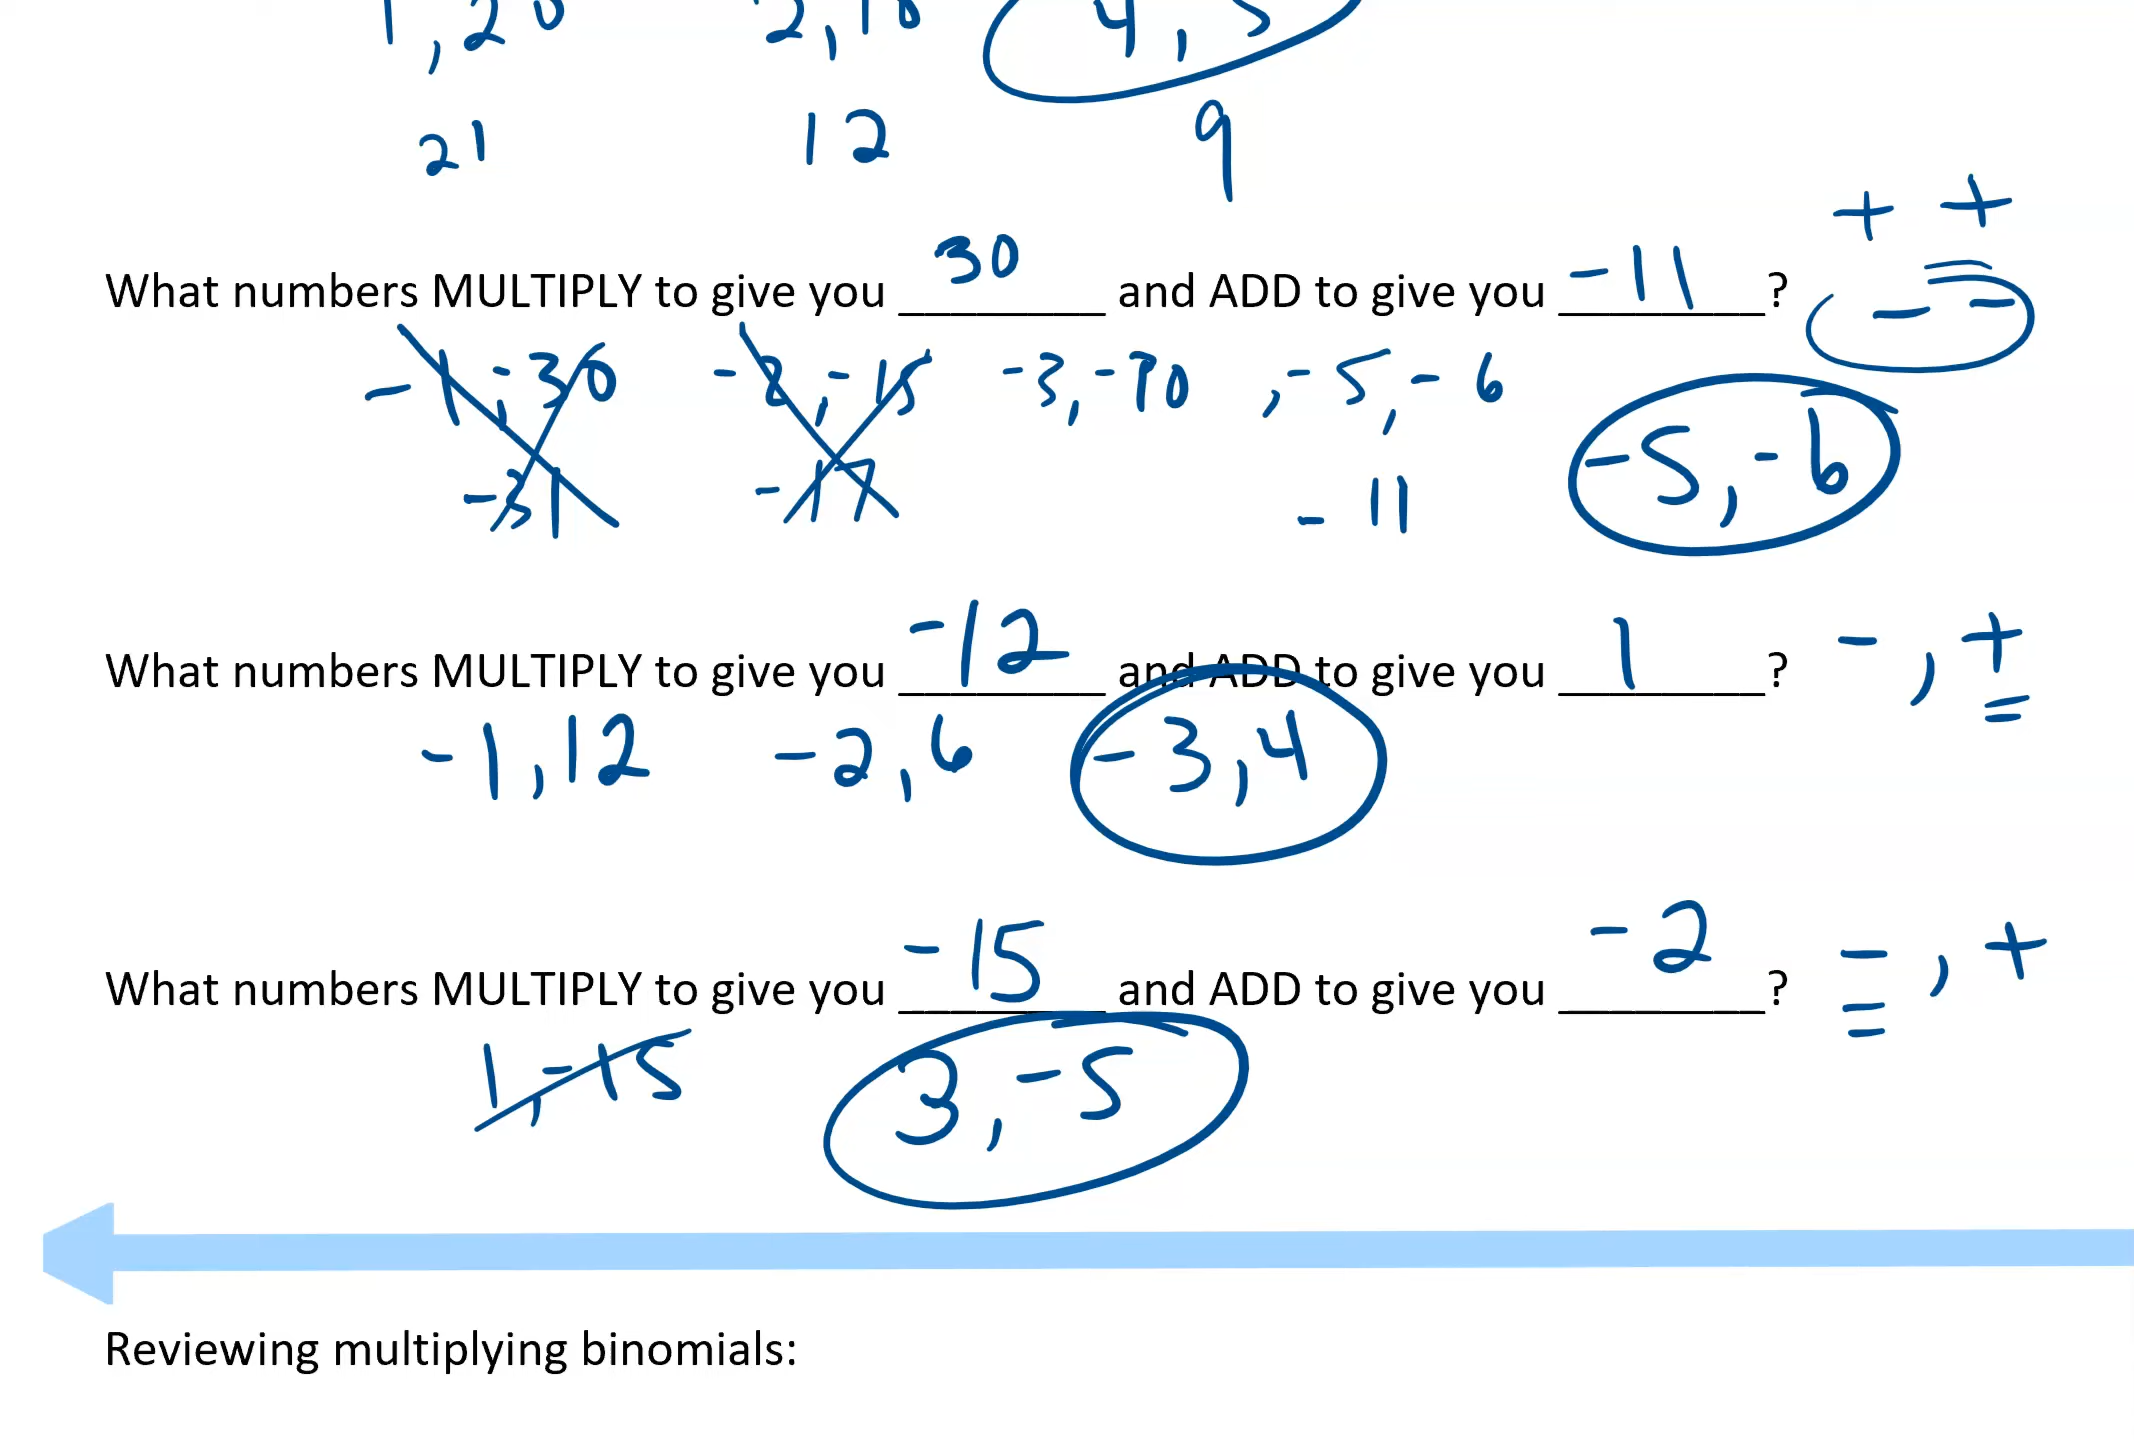 1, 20 2, 10 4, 5
21 12 9
+ +
What numbers MULTIPLY to give you 30 and ADD to give you -11? - -
-1, -30 -2, -15 -3, -10, -5, -6
-31 -17 -11 -5, -6
What numbers MULTIPLY to give you -12 and ADD to give you 1? -, +
-1, 12 -2, 6 -3, 4
What numbers MULTIPLY to give you -15 and ADD to give you -2? -, +
1, -15 3, -5
Reviewing multiplying binomials: